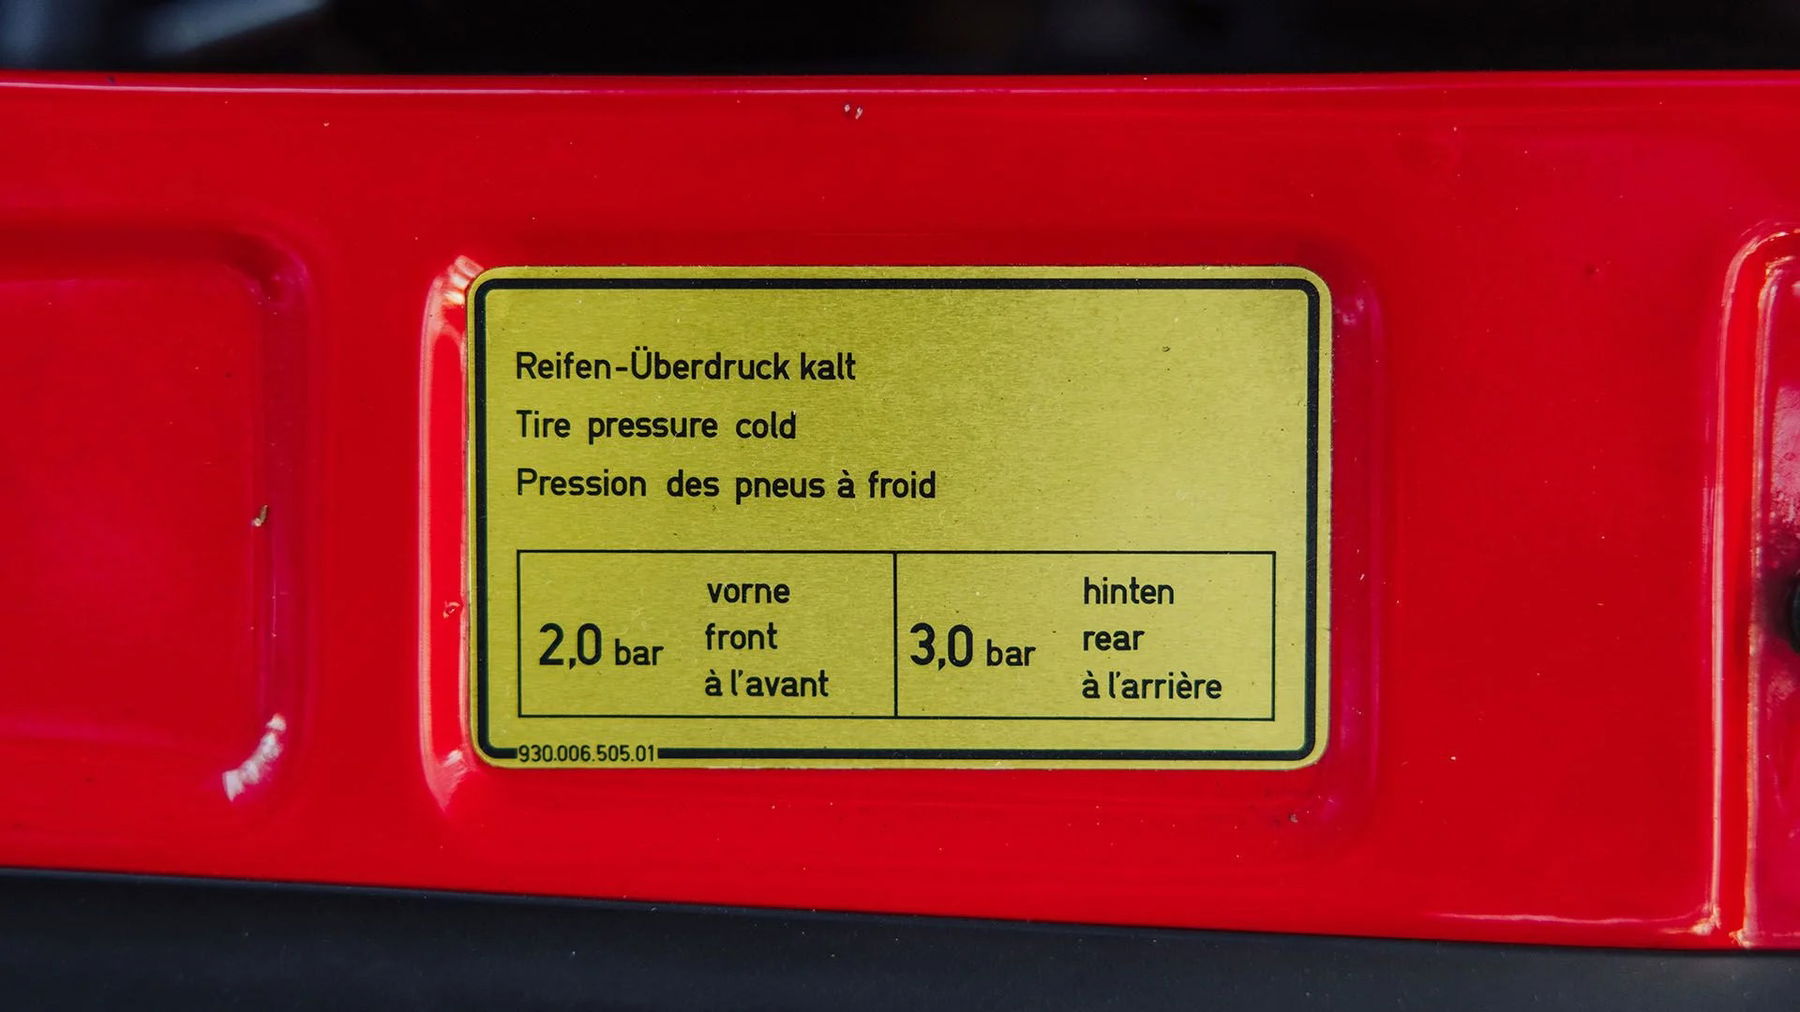 Reifen-Überdruck kalt
Tire pressure cold
Pression des pneus à froid
2,0 bar
vorne
front
à l'avant
3,0 bar
hinten
rear
à l'arrière
930.006.505.01